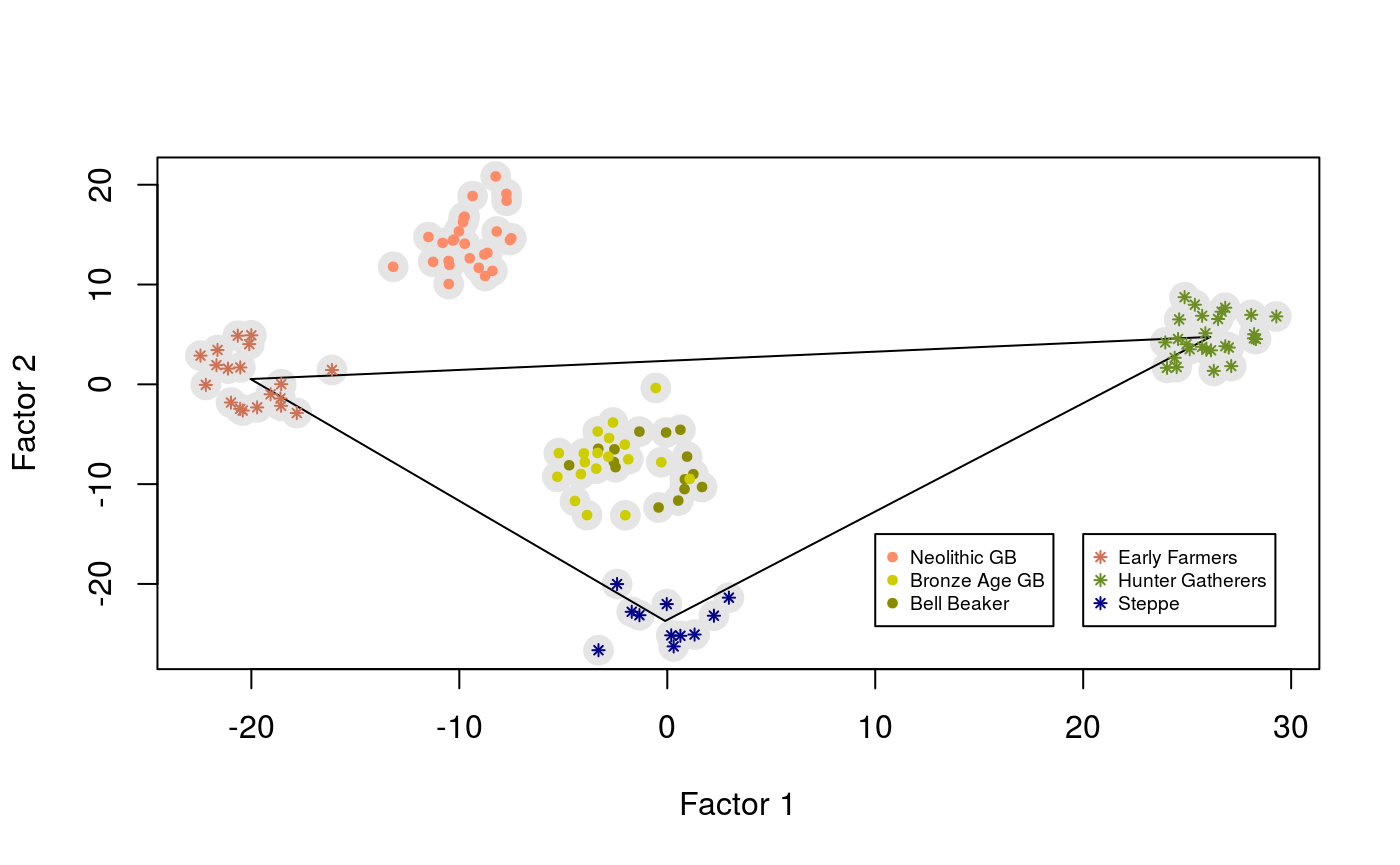 Factor 2
20
10
0
-10
-20
Neolithic GB
Bronze Age GB
Bell Beaker
Early Farmers
Hunter Gatherers
Steppe
-20 -10 0 10 20 30
Factor 1